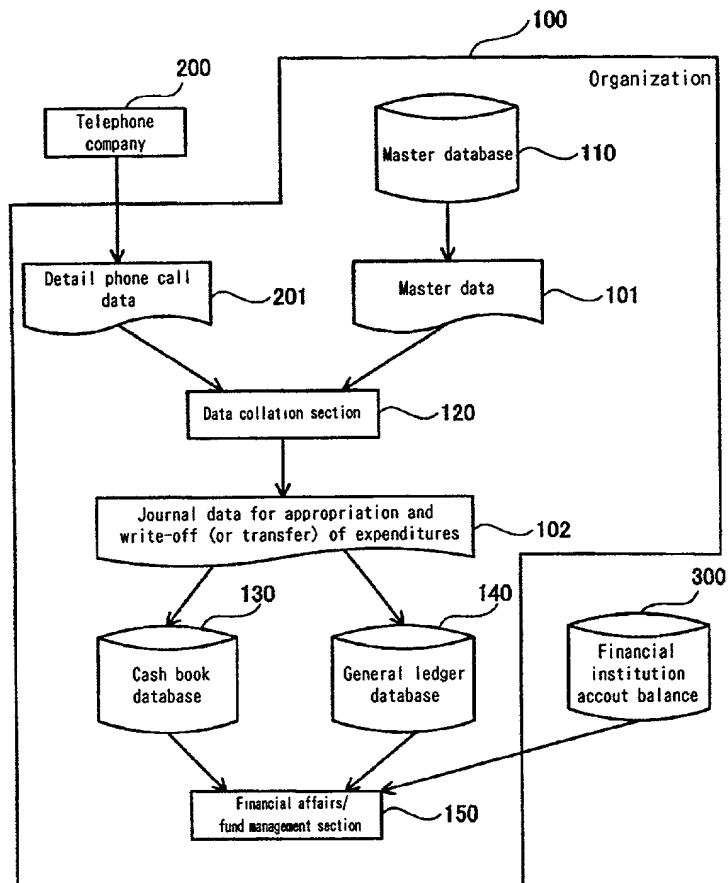 100
Organization
200
Telephone
company
Master database
110
Detail phone call
data
201
Master data
101
Data collation section
120
Journal data for appropriation and
write-off (or transfer) of expenditures
102
130
140
300
Cash book
database
General ledger
database
Financial
institution
accout balance
Financial affairs/
fund management section
150